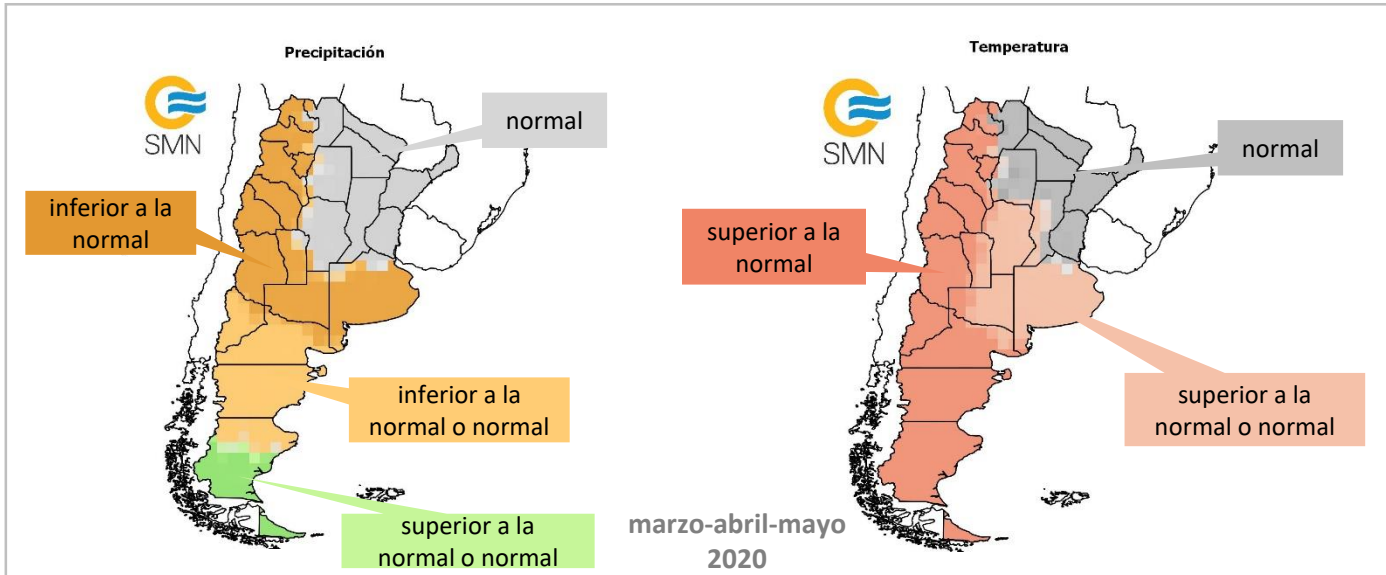 Precipitación
SMN
normal
inferior a la
normal
inferior a la
normal o normal
superior a la
normal o normal
Temperatura
SMN
normal
superior a la
normal
superior a la
normal o normal
marzo-abril-mayo
2020